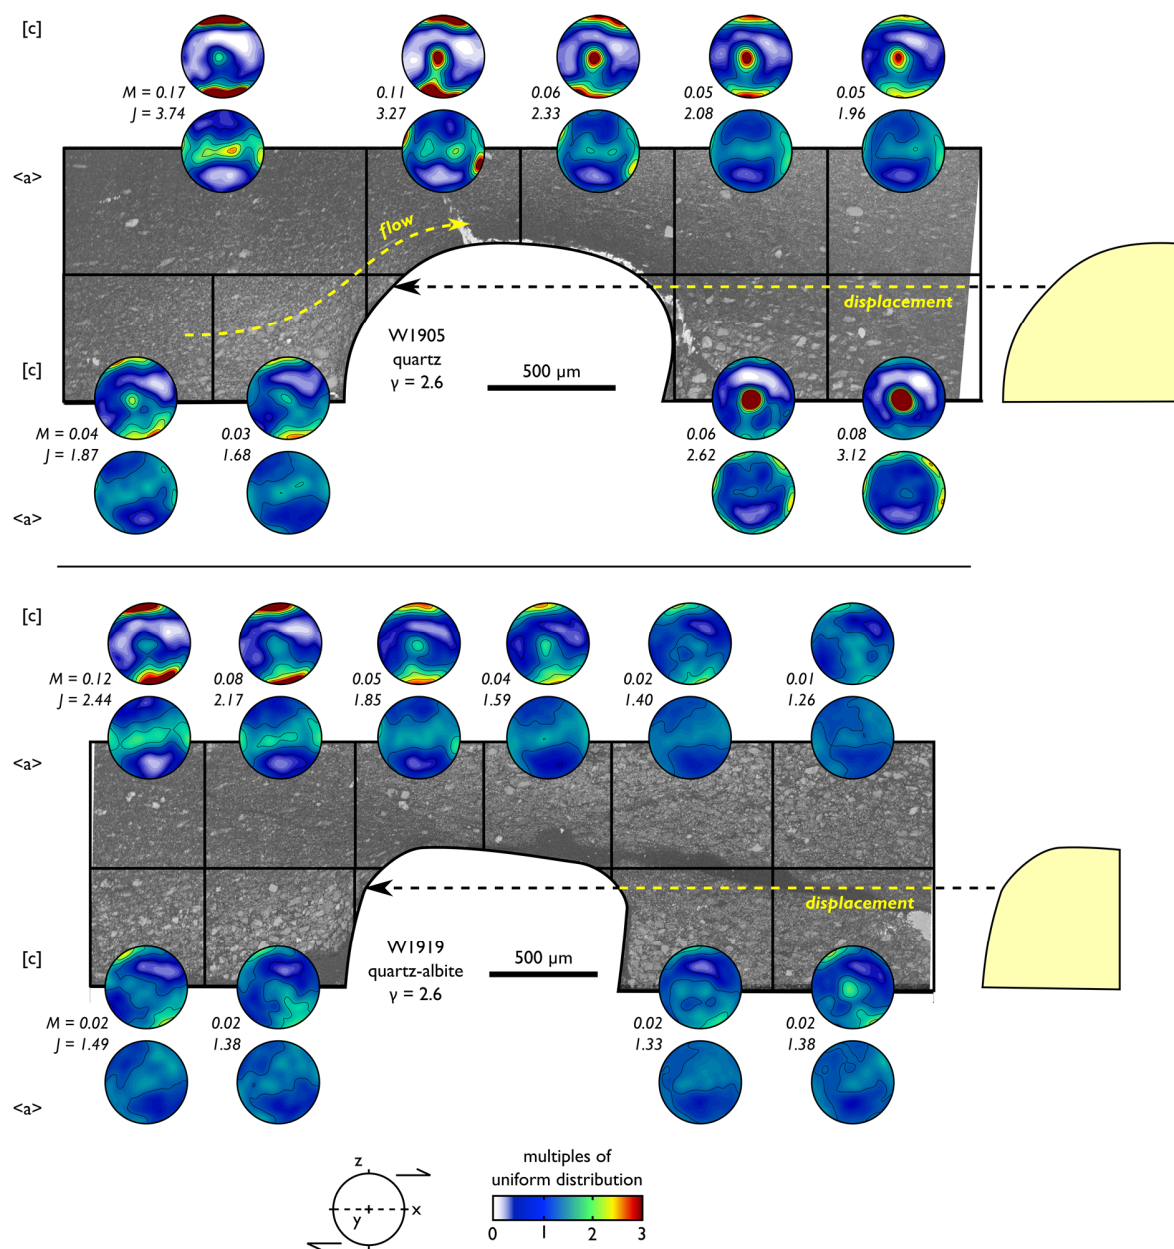 [c]
M = 0.17
J = 3.74
0.11
3.27
0.06
2.33
0.05
2.08
0.05
1.96
<a>
flow
displacement
W1905
quartz
γ = 2.6
500 µm
[c]
M = 0.04
J = 1.87
0.03
1.68
0.06
2.62
0.08
3.12
<a>
[c]
M = 0.12
J = 2.44
0.08
2.17
0.05
1.85
0.04
1.59
0.02
1.40
0.01
1.26
<a>
displacement
W1919
quartz-albite
γ = 2.6
500 µm
[c]
M = 0.02
J = 1.49
0.02
1.38
0.02
1.33
0.02
1.38
<a>
z
y
x
multiples of
uniform distribution
0 1 2 3